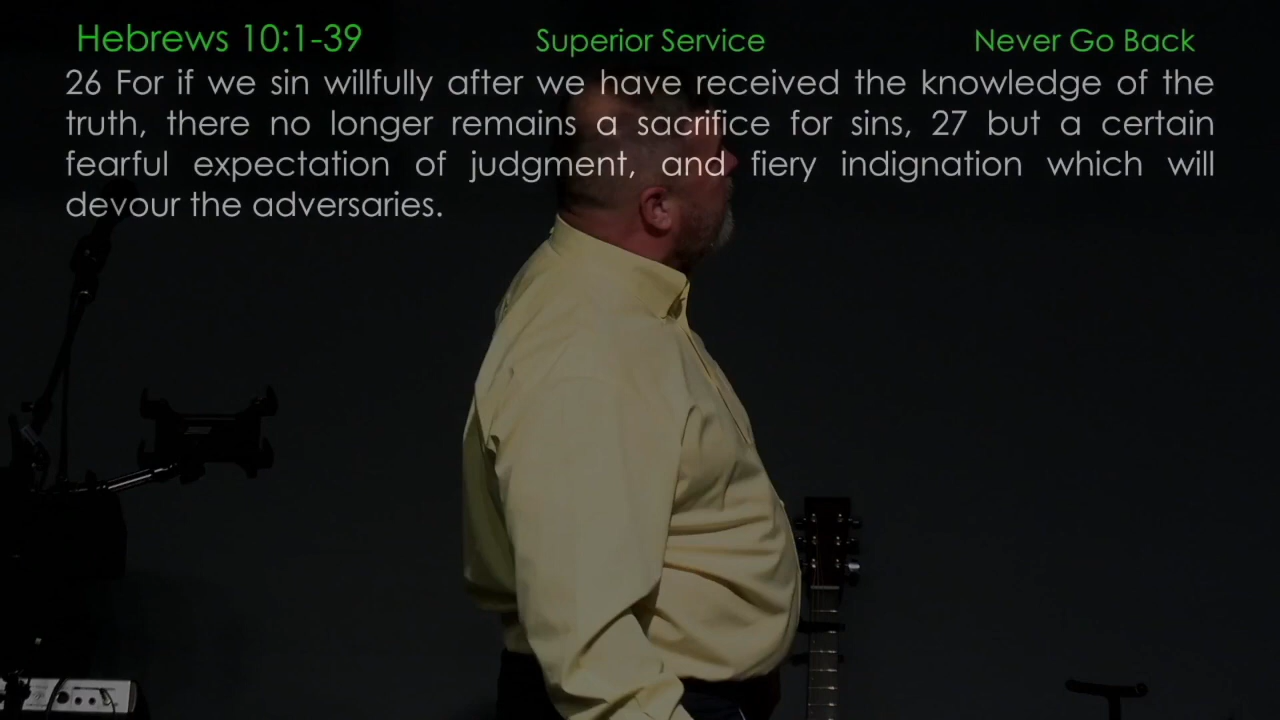 Hebrews 10:1-39 Superior Service Never Go Back
26 For if we sin willfully after we have received the knowledge of the
truth, there no longer remains a sacrifice for sins, 27 but a certain
fearful expectation of judgment, and fiery indignation which will
devour the adversaries.